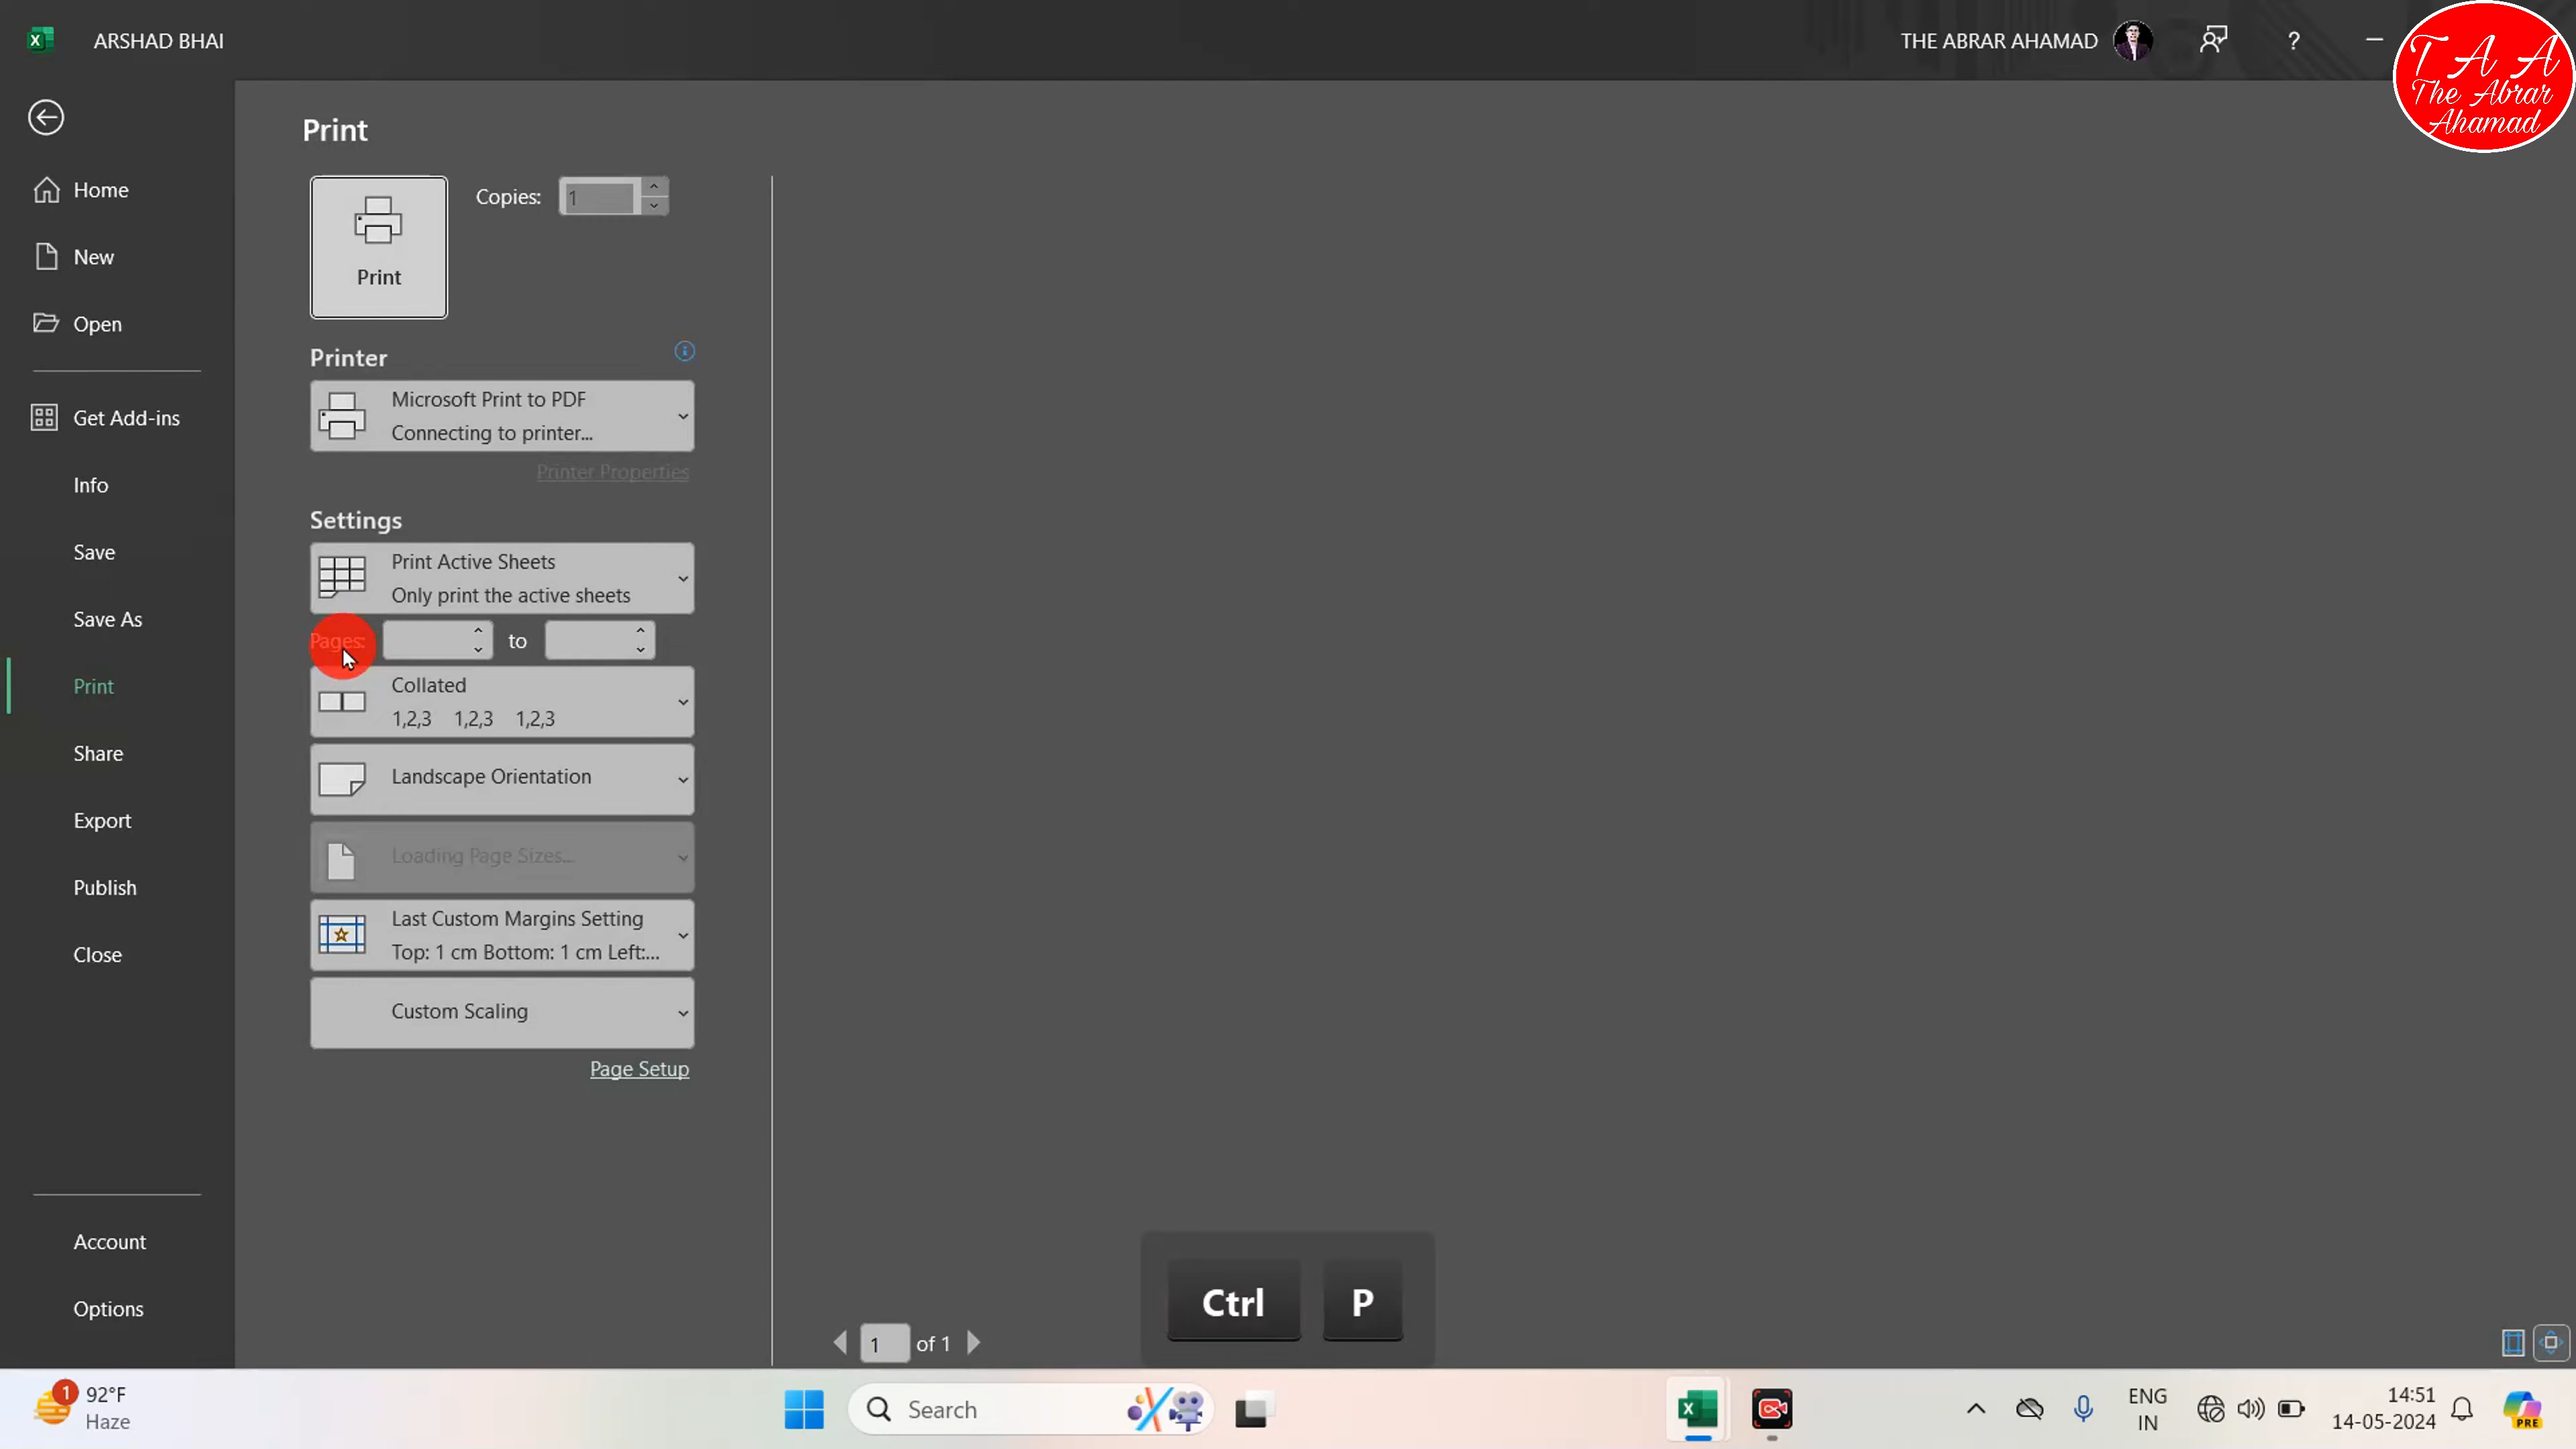 ARSHAD BHAI
THE ABRAR AHAMAD
?
T A A
The Abrar
Ahamad
Home
New
Open
Get Add-ins
Info
Save
Save As
Print
Share
Export
Publish
Close
Account
Options
Print
Print
Copies: 1
Printer
Microsoft Print to PDF
Connecting to printer...
Printer Properties
Settings
Print Active Sheets
Only print the active sheets
Pages: to
Collated
1,2,3 1,2,3 1,2,3
Landscape Orientation
Loading Page Sizes...
Last Custom Margins Setting
Top: 1 cm Bottom: 1 cm Left:...
Custom Scaling
Page Setup
1 of 1
Ctrl P
1
92°F
Haze
Search
ENG
IN
14:51
14-05-2024
PRE